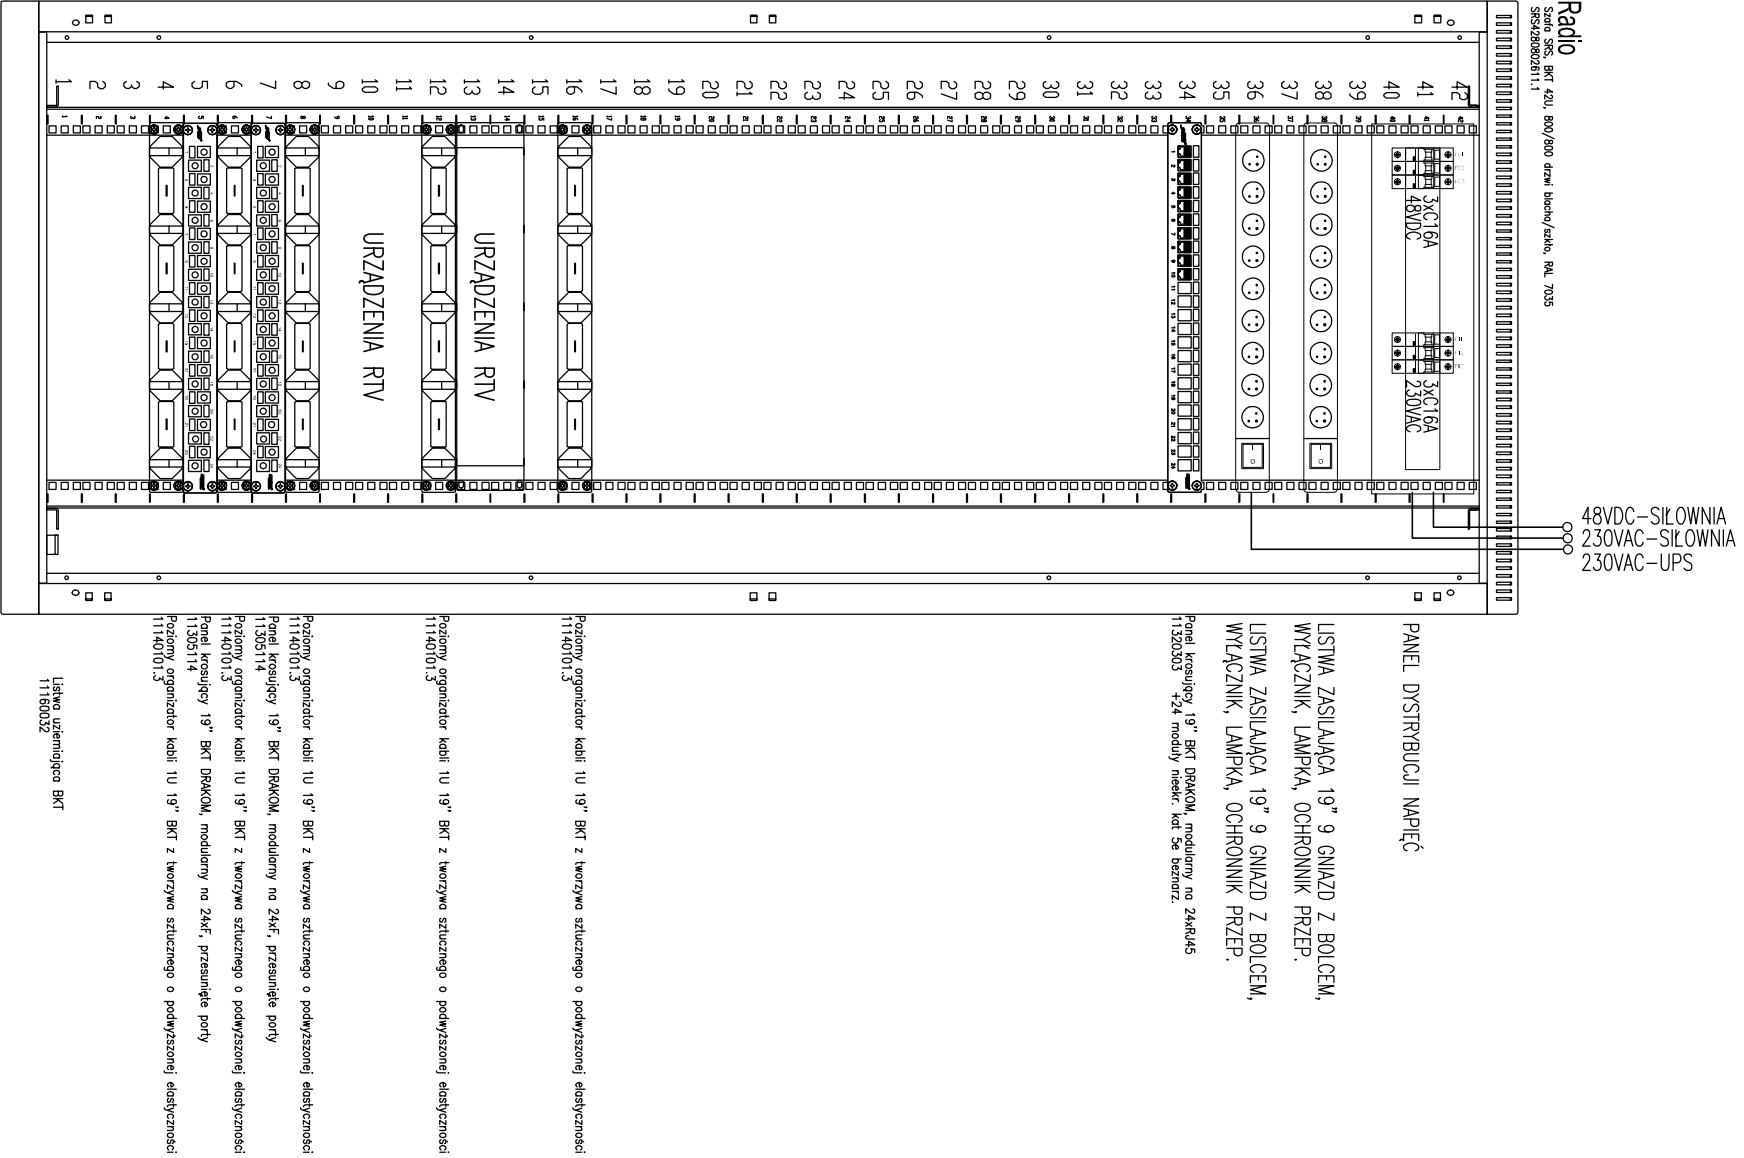 Radio
Szafa SRS, BKT 42U, 800/800 drzwi blacha/szkło, RAL 7035
SRS4280802611.1
48VDC-SIŁOWNIA
230VAC-SIŁOWNIA
230VAC-UPS
42
41
40
39
38
37
36
35
34
33
32
31
30
29
28
27
26
25
24
23
22
21
20
19
18
17
16
15
14
13
12
11
10
9
8
7
6
5
4
3
2
1
3xC16A
48VDC
3xC16A
230VAC
URZĄDZENIA RTV
URZĄDZENIA RTV
PANEL DYSTRYBUCJI NAPIĘĆ
LISTWA ZASILAJĄCA 19" 9 GNIAZD Z BOLCEM,
WYŁĄCZNIK, LAMPKA, OCHRONNIK PRZEP.
LISTWA ZASILAJĄCA 19" 9 GNIAZD Z BOLCEM,
WYŁĄCZNIK, LAMPKA, OCHRONNIK PRZEP.
Panel krosujący 19" BKT DRAKOM, modularny na 24xRJ45
11320303 +24 moduły nieekr. kat 5e beznarz.
Poziomy organizator kabli 1U 19" BKT z tworzywa sztucznego o podwyższonej elastyczności
11140101.3
Poziomy organizator kabli 1U 19" BKT z tworzywa sztucznego o podwyższonej elastyczności
11140101.3
Poziomy organizator kabli 1U 19" BKT z tworzywa sztucznego o podwyższonej elastyczności
11140101.3
Panel krosujący 19" BKT DRAKOM, modularny na 24xF, przesunięte porty
11305114
Poziomy organizator kabli 1U 19" BKT z tworzywa sztucznego o podwyższonej elastyczności
11140101.3
Panel krosujący 19" BKT DRAKOM, modularny na 24xF, przesunięte porty
11305114
Poziomy organizator kabli 1U 19" BKT z tworzywa sztucznego o podwyższonej elastyczności
11140101.3
Listwa uziemiająca BKT
11160032